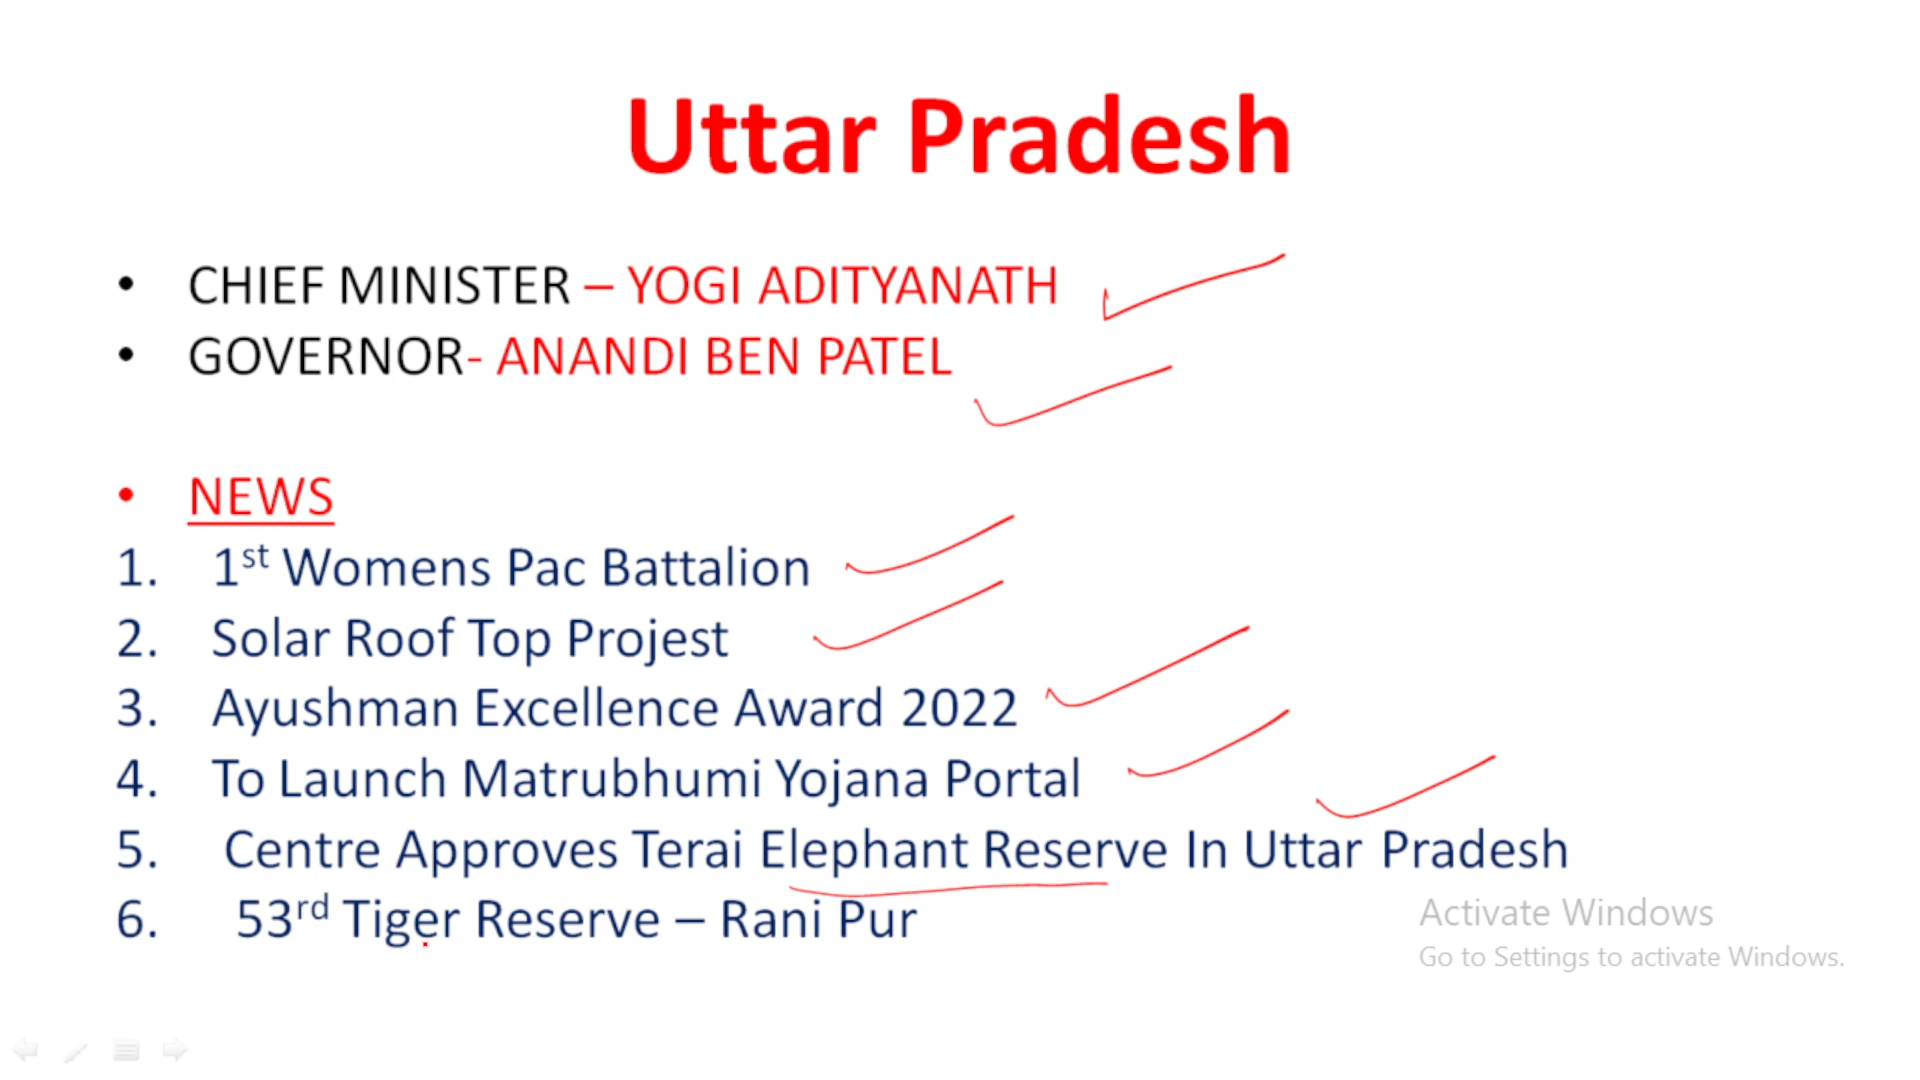 Uttar Pradesh
• CHIEF MINISTER – YOGI ADITYANATH
• GOVERNOR- ANANDI BEN PATEL
• NEWS
1. 1st Womens Pac Battalion
2. Solar Roof Top Projest
3. Ayushman Excellence Award 2022
4. To Launch Matrubhumi Yojana Portal
5. Centre Approves Terai Elephant Reserve In Uttar Pradesh
6. 53rd Tiger Reserve – Rani Pur
Activate Windows
Go to Settings to activate Windows.